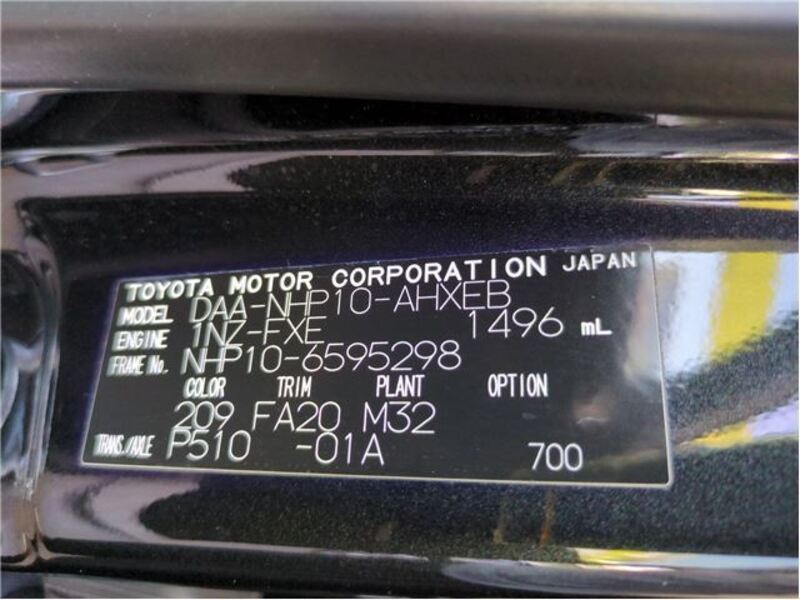 TOYOTA MOTOR CORPORATION JAPAN
MODEL DAA-NHP10-AHXEB
ENGINE 1NZ-FXE 1496 mL
FRAME No. NHP10-6595298
COLOR TRIM PLANT OPTION
209 FA20 M32
TRANS./AXLE P510 -01A 700